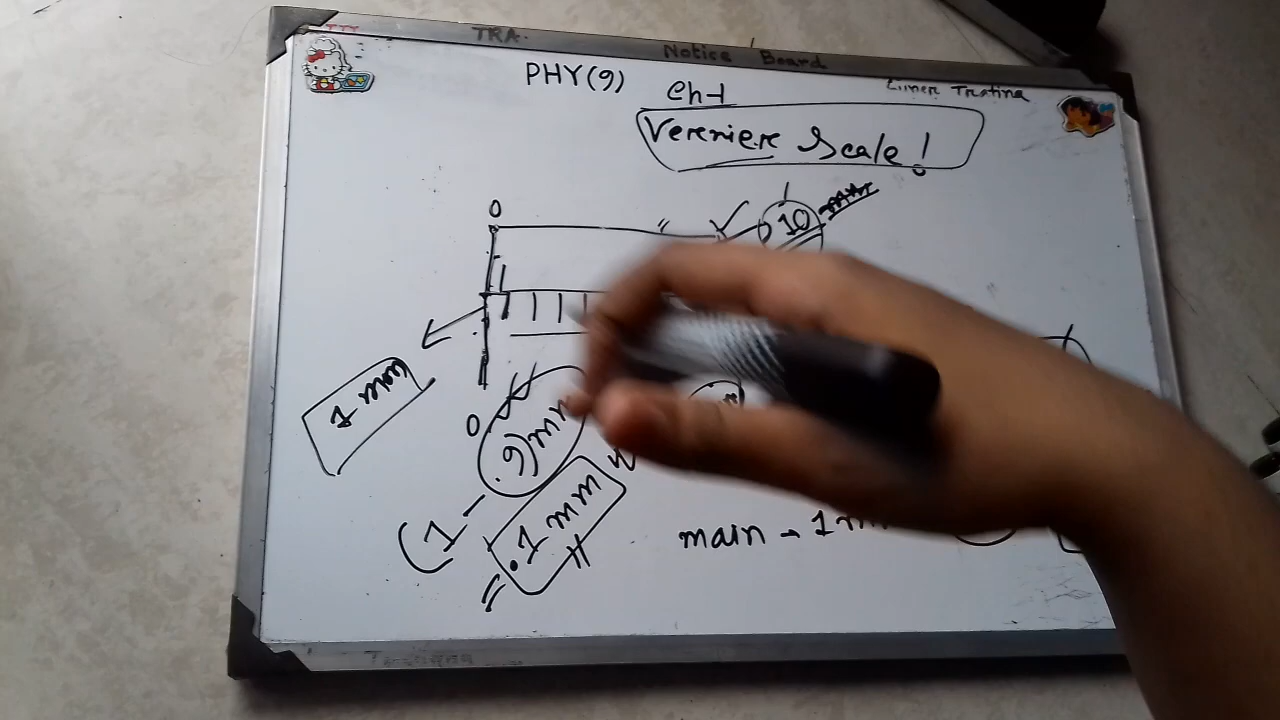 TRA.
Notice Board
PHY(9)
Ch-1
Vereniere Scale!
0
10
1 mm
0
(1 - .9)mm
.1 mm
main - 1 m